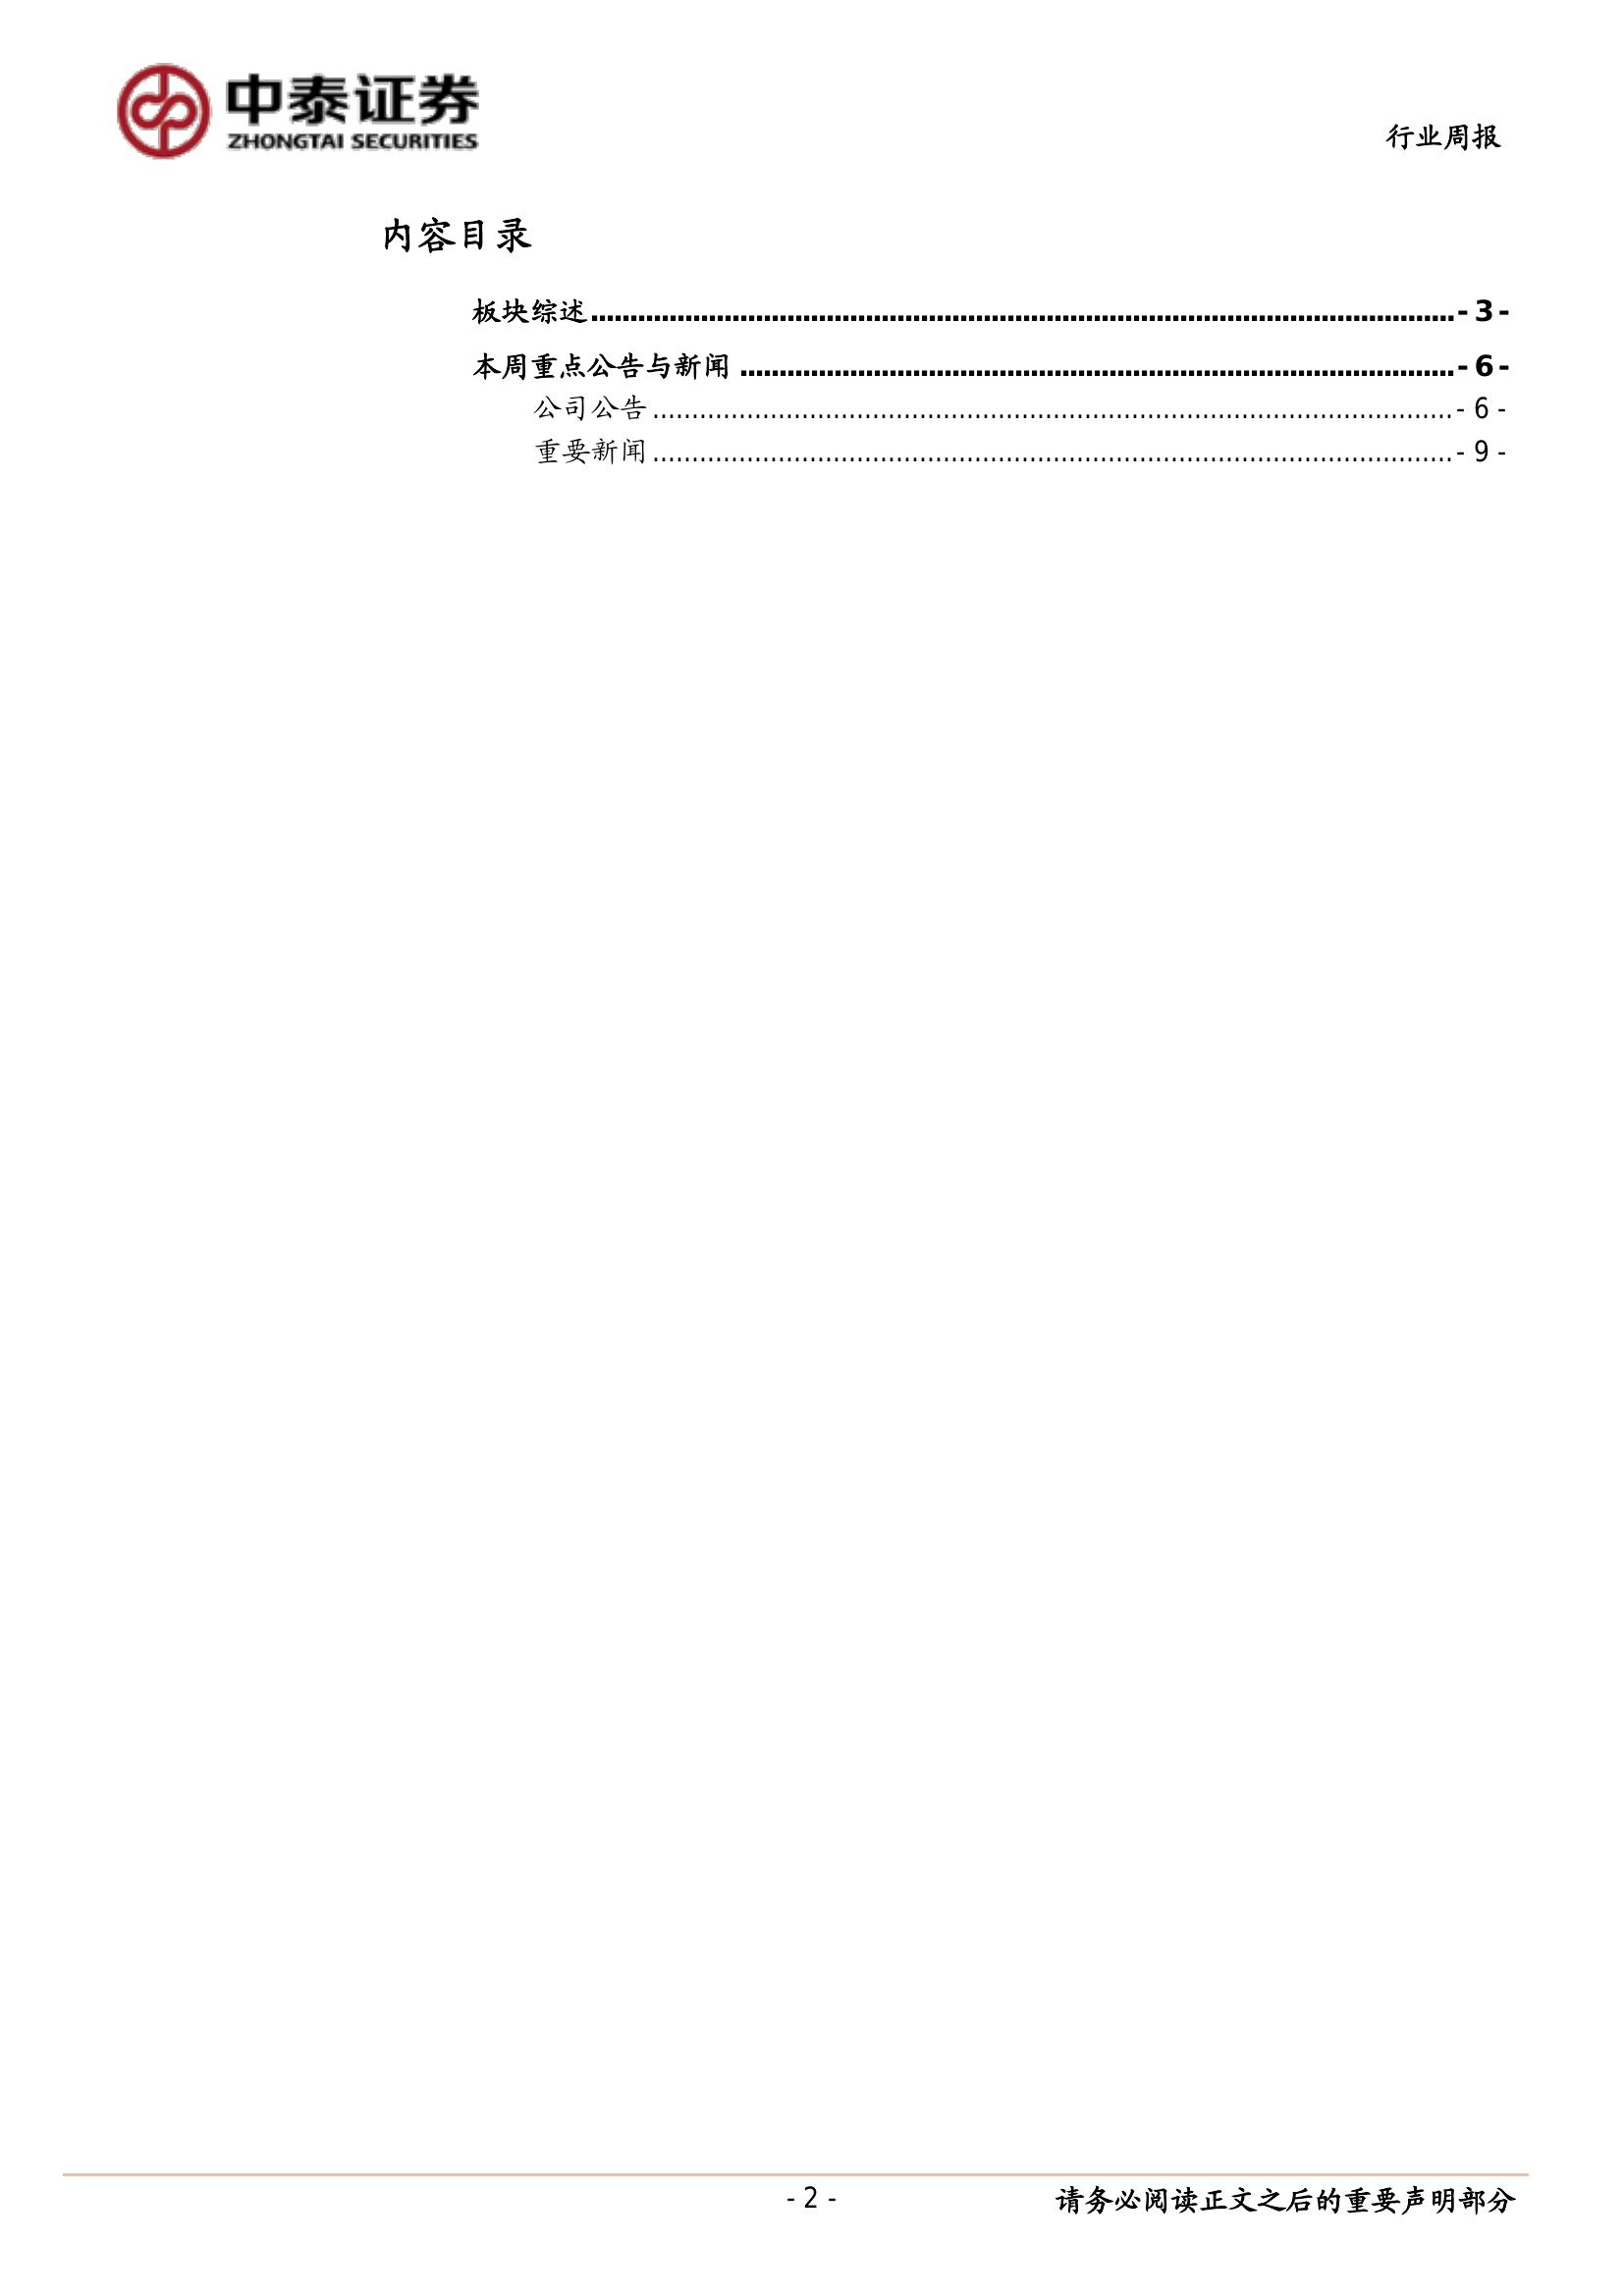 中泰证券
ZHONGTAI SECURITIES
行业周报
内容目录
板块综述................................................................................................................- 3 -
本周重点公告与新闻 ............................................................................................- 6 -
公司公告......................................................................................................- 6 -
重要新闻......................................................................................................- 9 -
- 2 -
请务必阅读正文之后的重要声明部分